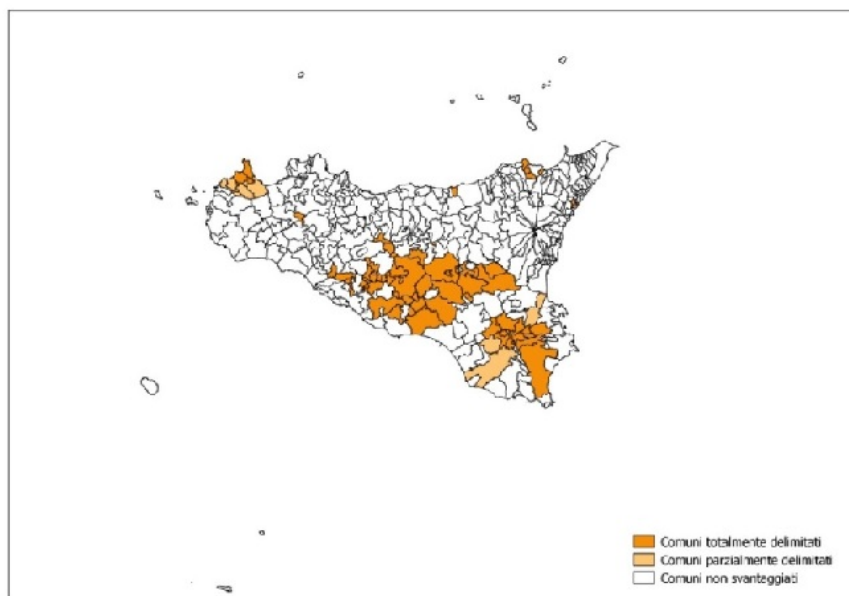 Comuni totalmente delimitati
Comuni parzialmente delimitati
Comuni non svantaggiati